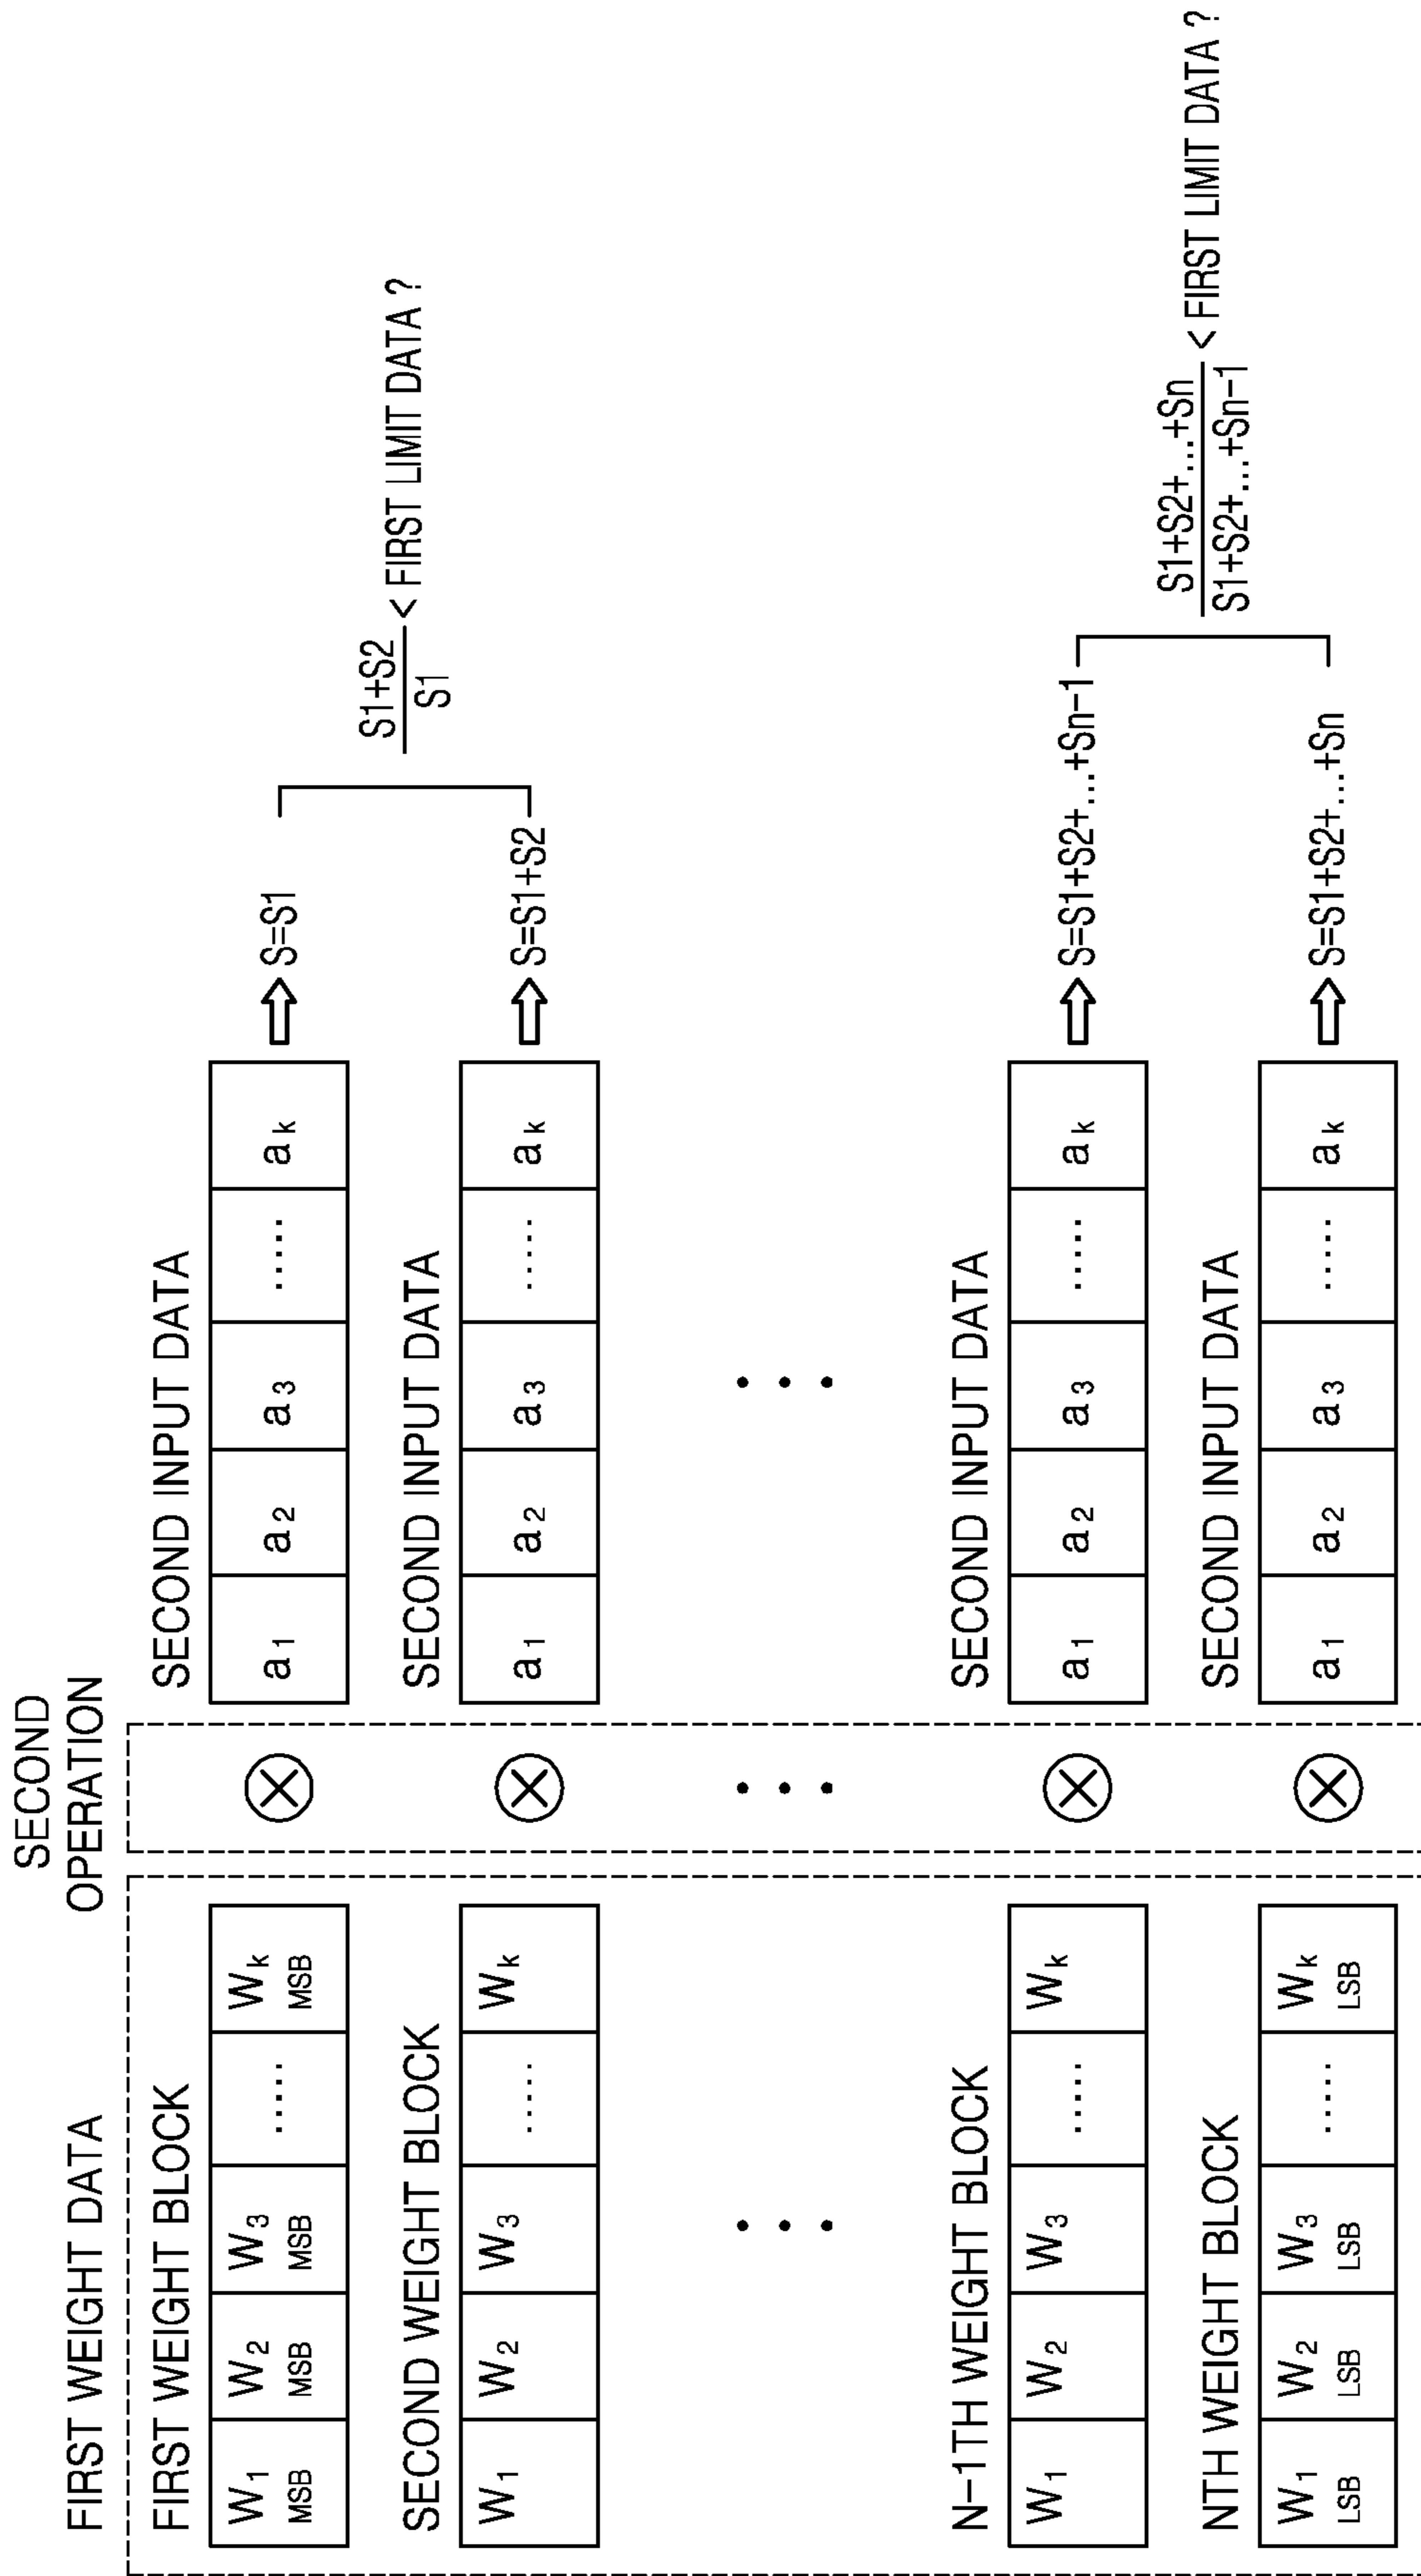 SECOND
OPERATION
FIRST WEIGHT DATA
FIRST WEIGHT BLOCK
SECOND INPUT DATA
W1 MSB W2 MSB W3 MSB ..... Wk MSB
a1 a2 a3 ..... ak
S=S1
SECOND WEIGHT BLOCK
SECOND INPUT DATA
W1 W2 W3 ..... Wk
a1 a2 a3 ..... ak
S=S1+S2
S1+S2
S1
< FIRST LIMIT DATA ?
N-1TH WEIGHT BLOCK
SECOND INPUT DATA
W1 W2 W3 ..... Wk
a1 a2 a3 ..... ak
S=S1+S2+...+Sn-1
NTH WEIGHT BLOCK
SECOND INPUT DATA
W1 LSB W2 LSB W3 LSB ..... Wk LSB
a1 a2 a3 ..... ak
S=S1+S2+...+Sn
S1+S2+...+Sn
S1+S2+...+Sn-1
< FIRST LIMIT DATA ?